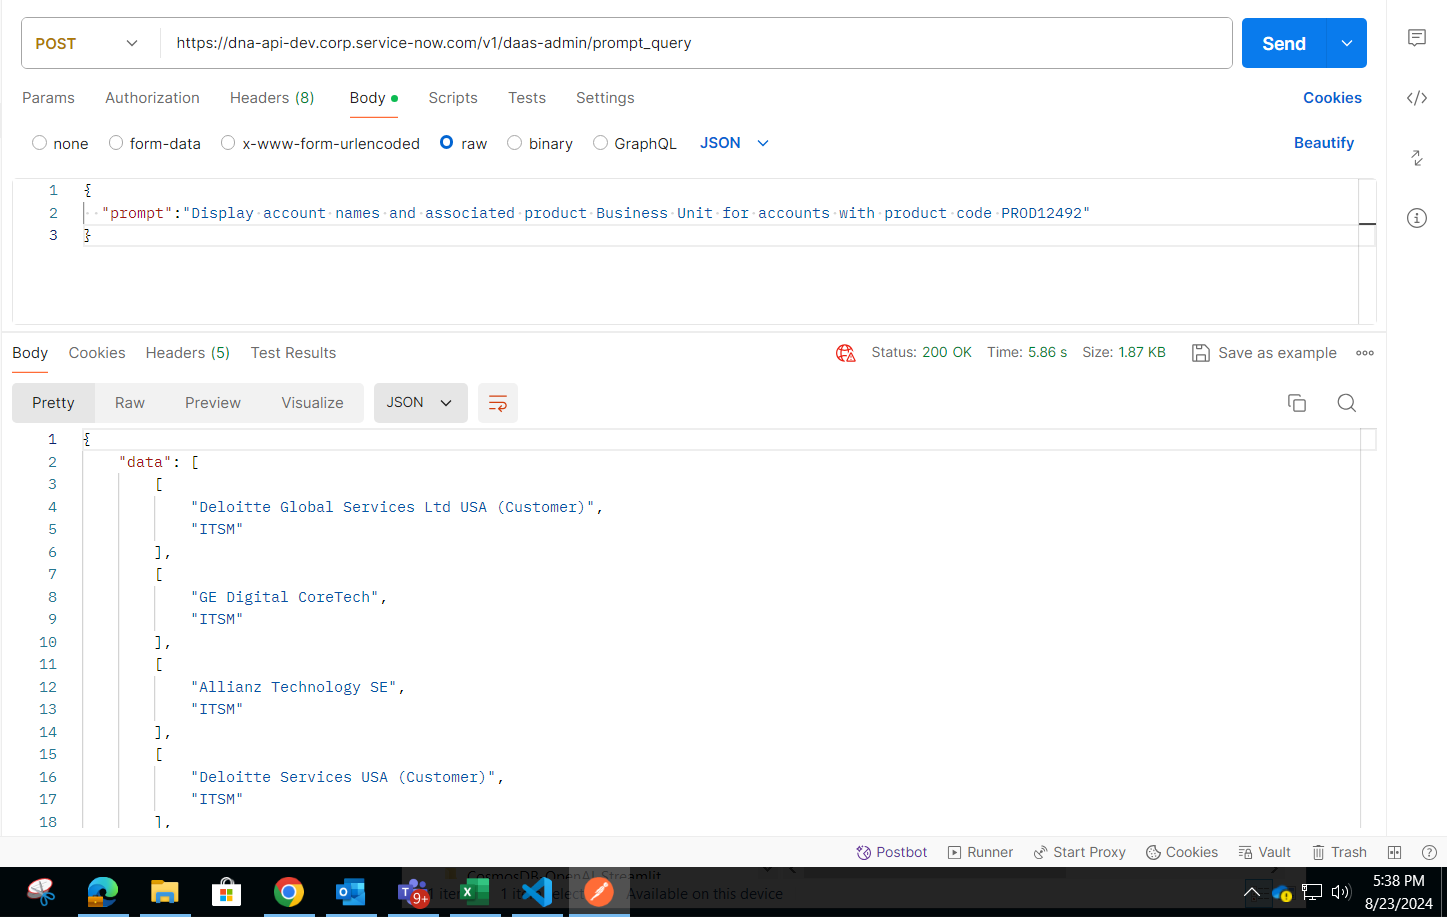 POST https://dna-api-dev.corp.service-now.com/v1/daas-admin/prompt_query Send
Params Authorization Headers (8) Body Scripts Tests Settings Cookies
none form-data x-www-form-urlencoded raw binary GraphQL JSON Beautify
1 {
2 "prompt":"Display account names and associated product Business Unit for accounts with product code PROD12492"
3 }
Body Cookies Headers (5) Test Results Status: 200 OK Time: 5.86 s Size: 1.87 KB Save as example
Pretty Raw Preview Visualize JSON
1 {
2 "data": [
3 [
4 "Deloitte Global Services Ltd USA (Customer)",
5 "ITSM"
6 ],
7 [
8 "GE Digital CoreTech",
9 "ITSM"
10 ],
11 [
12 "Allianz Technology SE",
13 "ITSM"
14 ],
15 [
16 "Deloitte Services USA (Customer)",
17 "ITSM"
18 ],
Postbot Runner Start Proxy Cookies Vault Trash
CosmosDB OpenAI Streamlit
9+ Available on this device
5:38 PM
8/23/2024